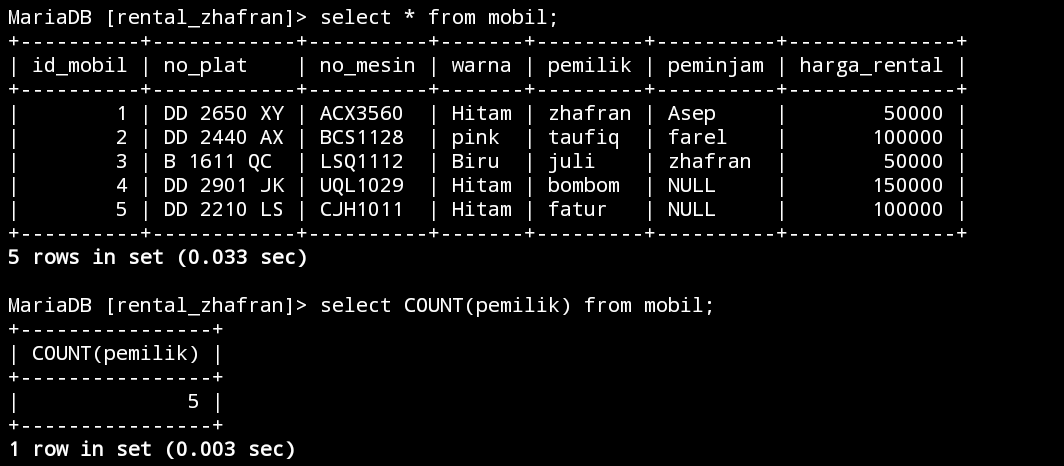 MariaDB [rental_zhafran]> select * from mobil;
+----------+------------+----------+-------+---------+----------+--------------+
| id_mobil | no_plat    | no_mesin | warna | pemilik | peminjam | harga_rental |
+----------+------------+----------+-------+---------+----------+--------------+
|        1 | DD 2650 XY | ACX3560  | Hitam | zhafran | Asep     |        50000 |
|        2 | DD 2440 AX | BCS1128  | pink  | taufiq  | farel    |       100000 |
|        3 | B 1611 QC  | LSQ1112  | Biru  | juli    | zhafran  |        50000 |
|        4 | DD 2901 JK | UQL1029  | Hitam | bombom  | NULL     |       150000 |
|        5 | DD 2210 LS | CJH1011  | Hitam | fatur   | NULL     |       100000 |
+----------+------------+----------+-------+---------+----------+--------------+
5 rows in set (0.033 sec)
MariaDB [rental_zhafran]> select COUNT(pemilik) from mobil;
+----------------+
| COUNT(pemilik) |
+----------------+
|              5 |
+----------------+
1 row in set (0.003 sec)